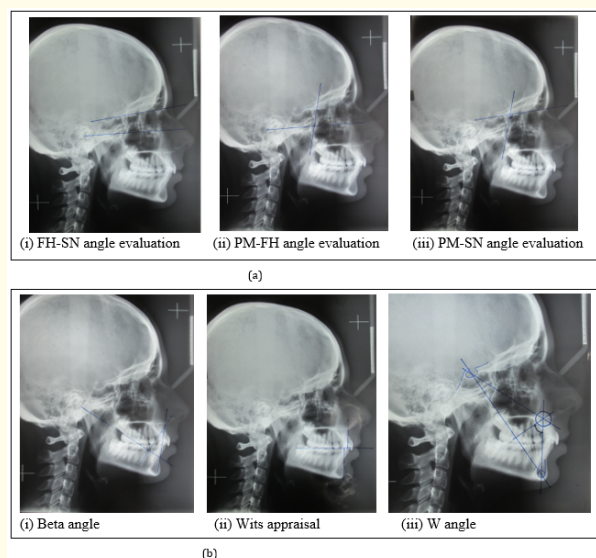 (i) FH-SN angle evaluation (ii) PM-FH angle evaluation (iii) PM-SN angle evaluation
(a)
(i) Beta angle (ii) Wits appraisal (iii) W angle
(b)